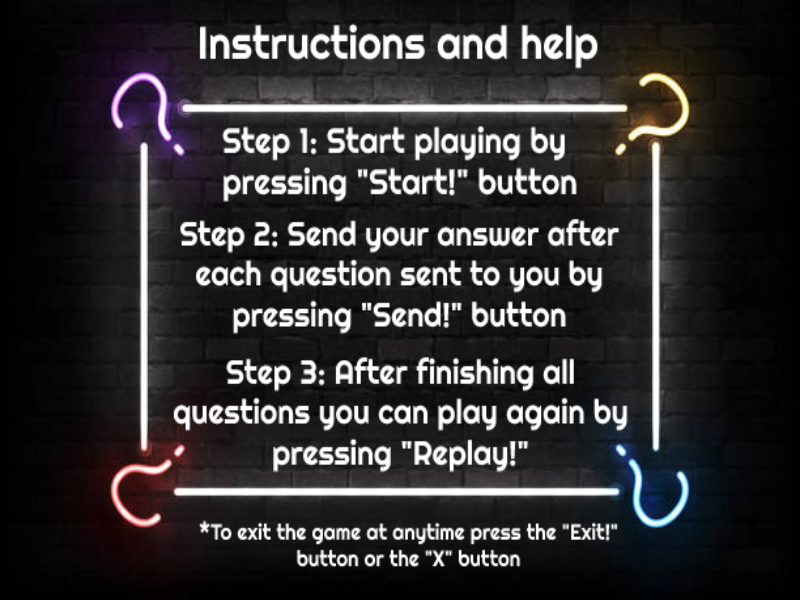 Instructions and help
Step 1: Start playing by
pressing "Start!" button
Step 2: Send your answer after
each question sent to you by
pressing "Send!" button
Step 3: After finishing all
questions you can play again by
pressing "Replay!"
*To exit the game at anytime press the "Exit!"
button or the "X" button